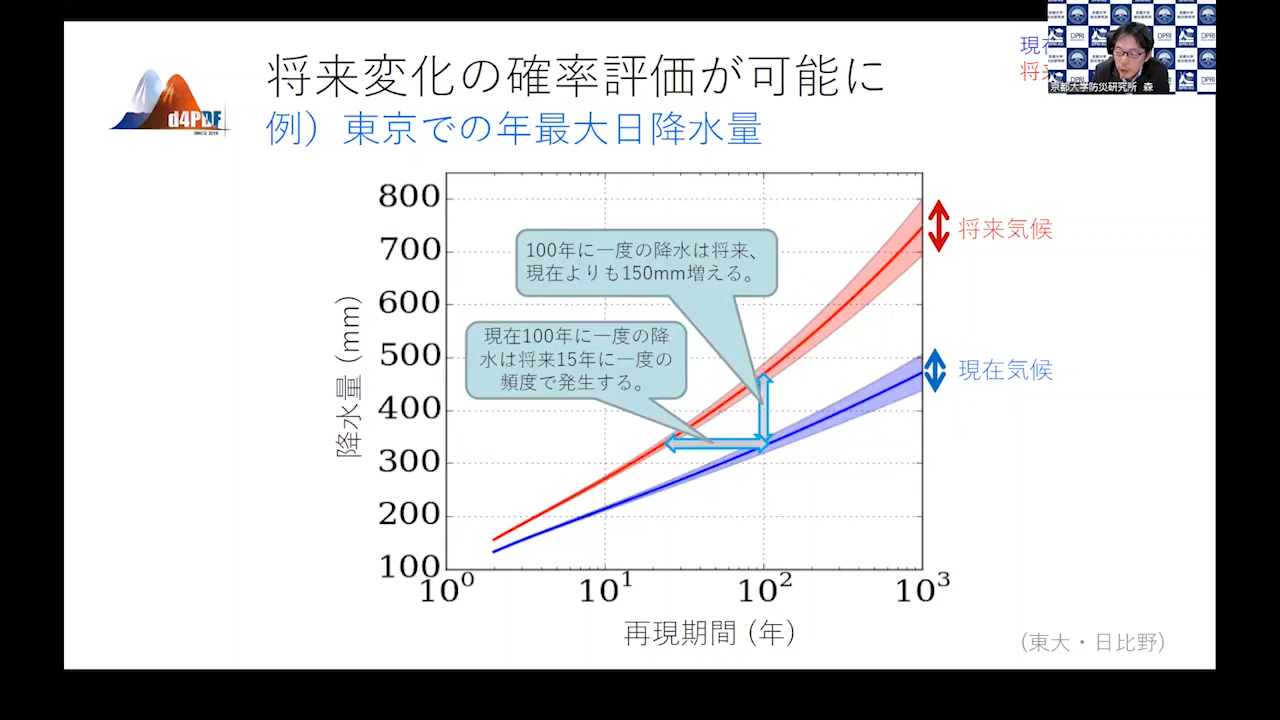 将来変化の確率評価が可能に
例）東京での年最大日降水量
d4PDF
SINCE 2015
京都大学防災研究所 森
DPRI
DPRI
DPRI
800
700
600
500
400
300
200
100
降水量 (mm)
100年に一度の降水は将来、
現在よりも150mm増える。
現在100年に一度の降
水は将来15年に一度の
頻度で発生する。
将来気候
現在気候
10⁰
10¹
10²
10³
再現期間 (年)
(東大・日比野)